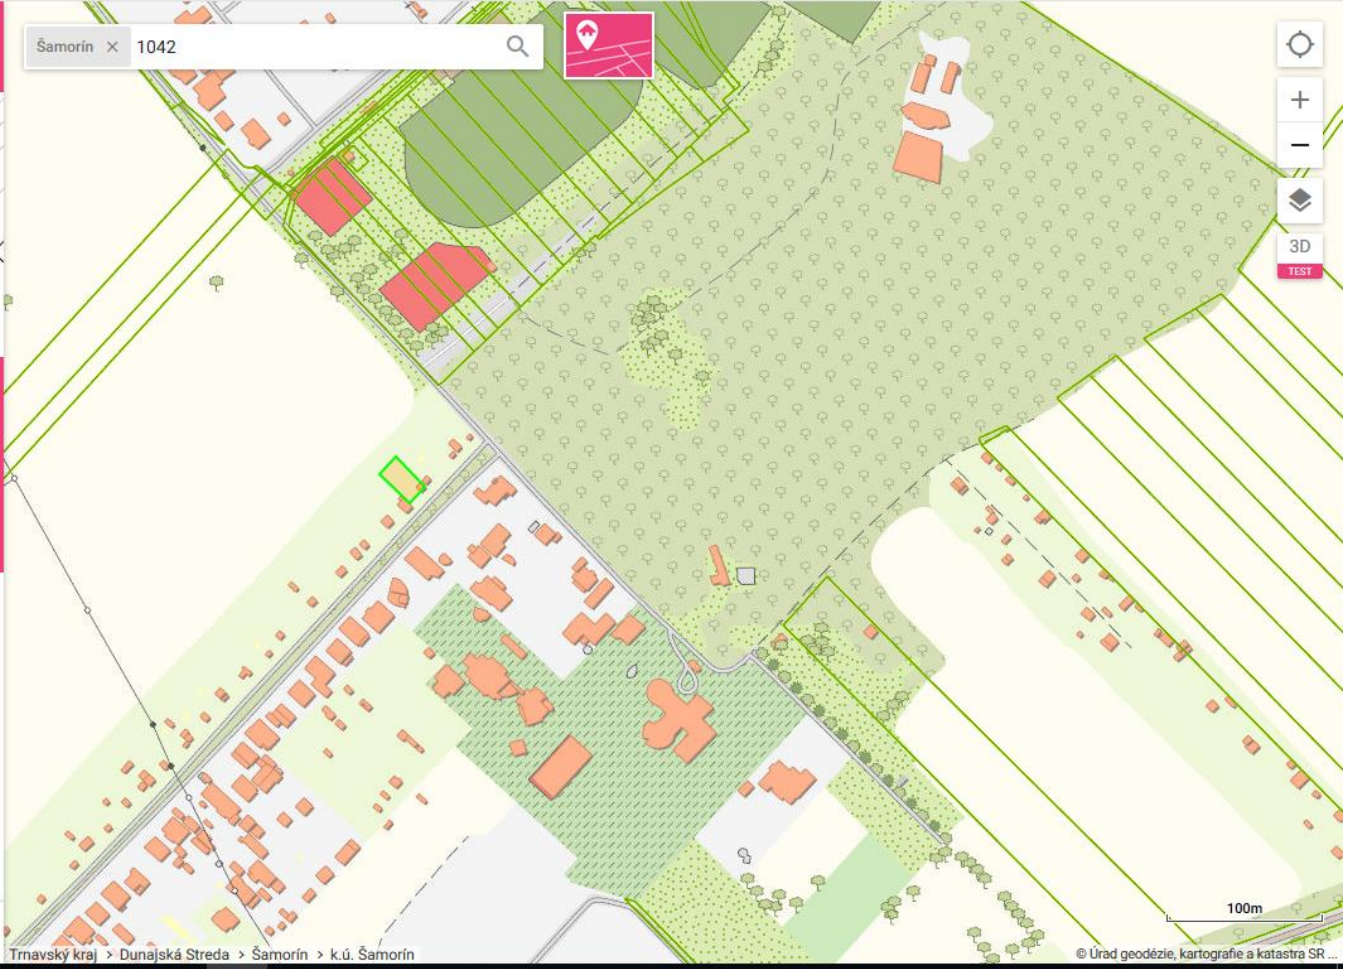 Šamorín × 1042
+
−
3D
TEST
100m
Trnavský kraj > Dunajská Streda > Šamorín > k.ú. Šamorín
© Úrad geodézie, kartografie a katastra SR ...